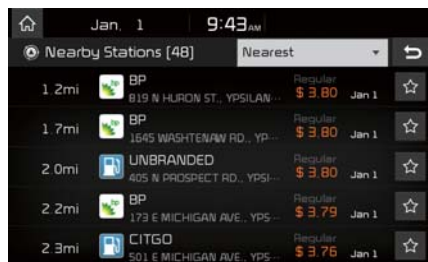 Jan. 1 9:43 AM
Nearby Stations (48) Nearest
1.2mi BP Regular
819 N HURON ST., YPSILAN... $ 3.80 Jan 1
1.7mi BP Regular
1645 WASHTENAW RD., YP... $ 3.80 Jan 1
2.0mi UNBRANDED Regular
405 N PROSPECT RD., YPSI... $ 3.80 Jan 1
2.2mi BP Regular
173 E MICHIGAN AVE., YPS... $ 3.79 Jan 1
2.3mi CITGO Regular
501 E MICHIGAN AVE., YPS... $ 3.76 Jan 1